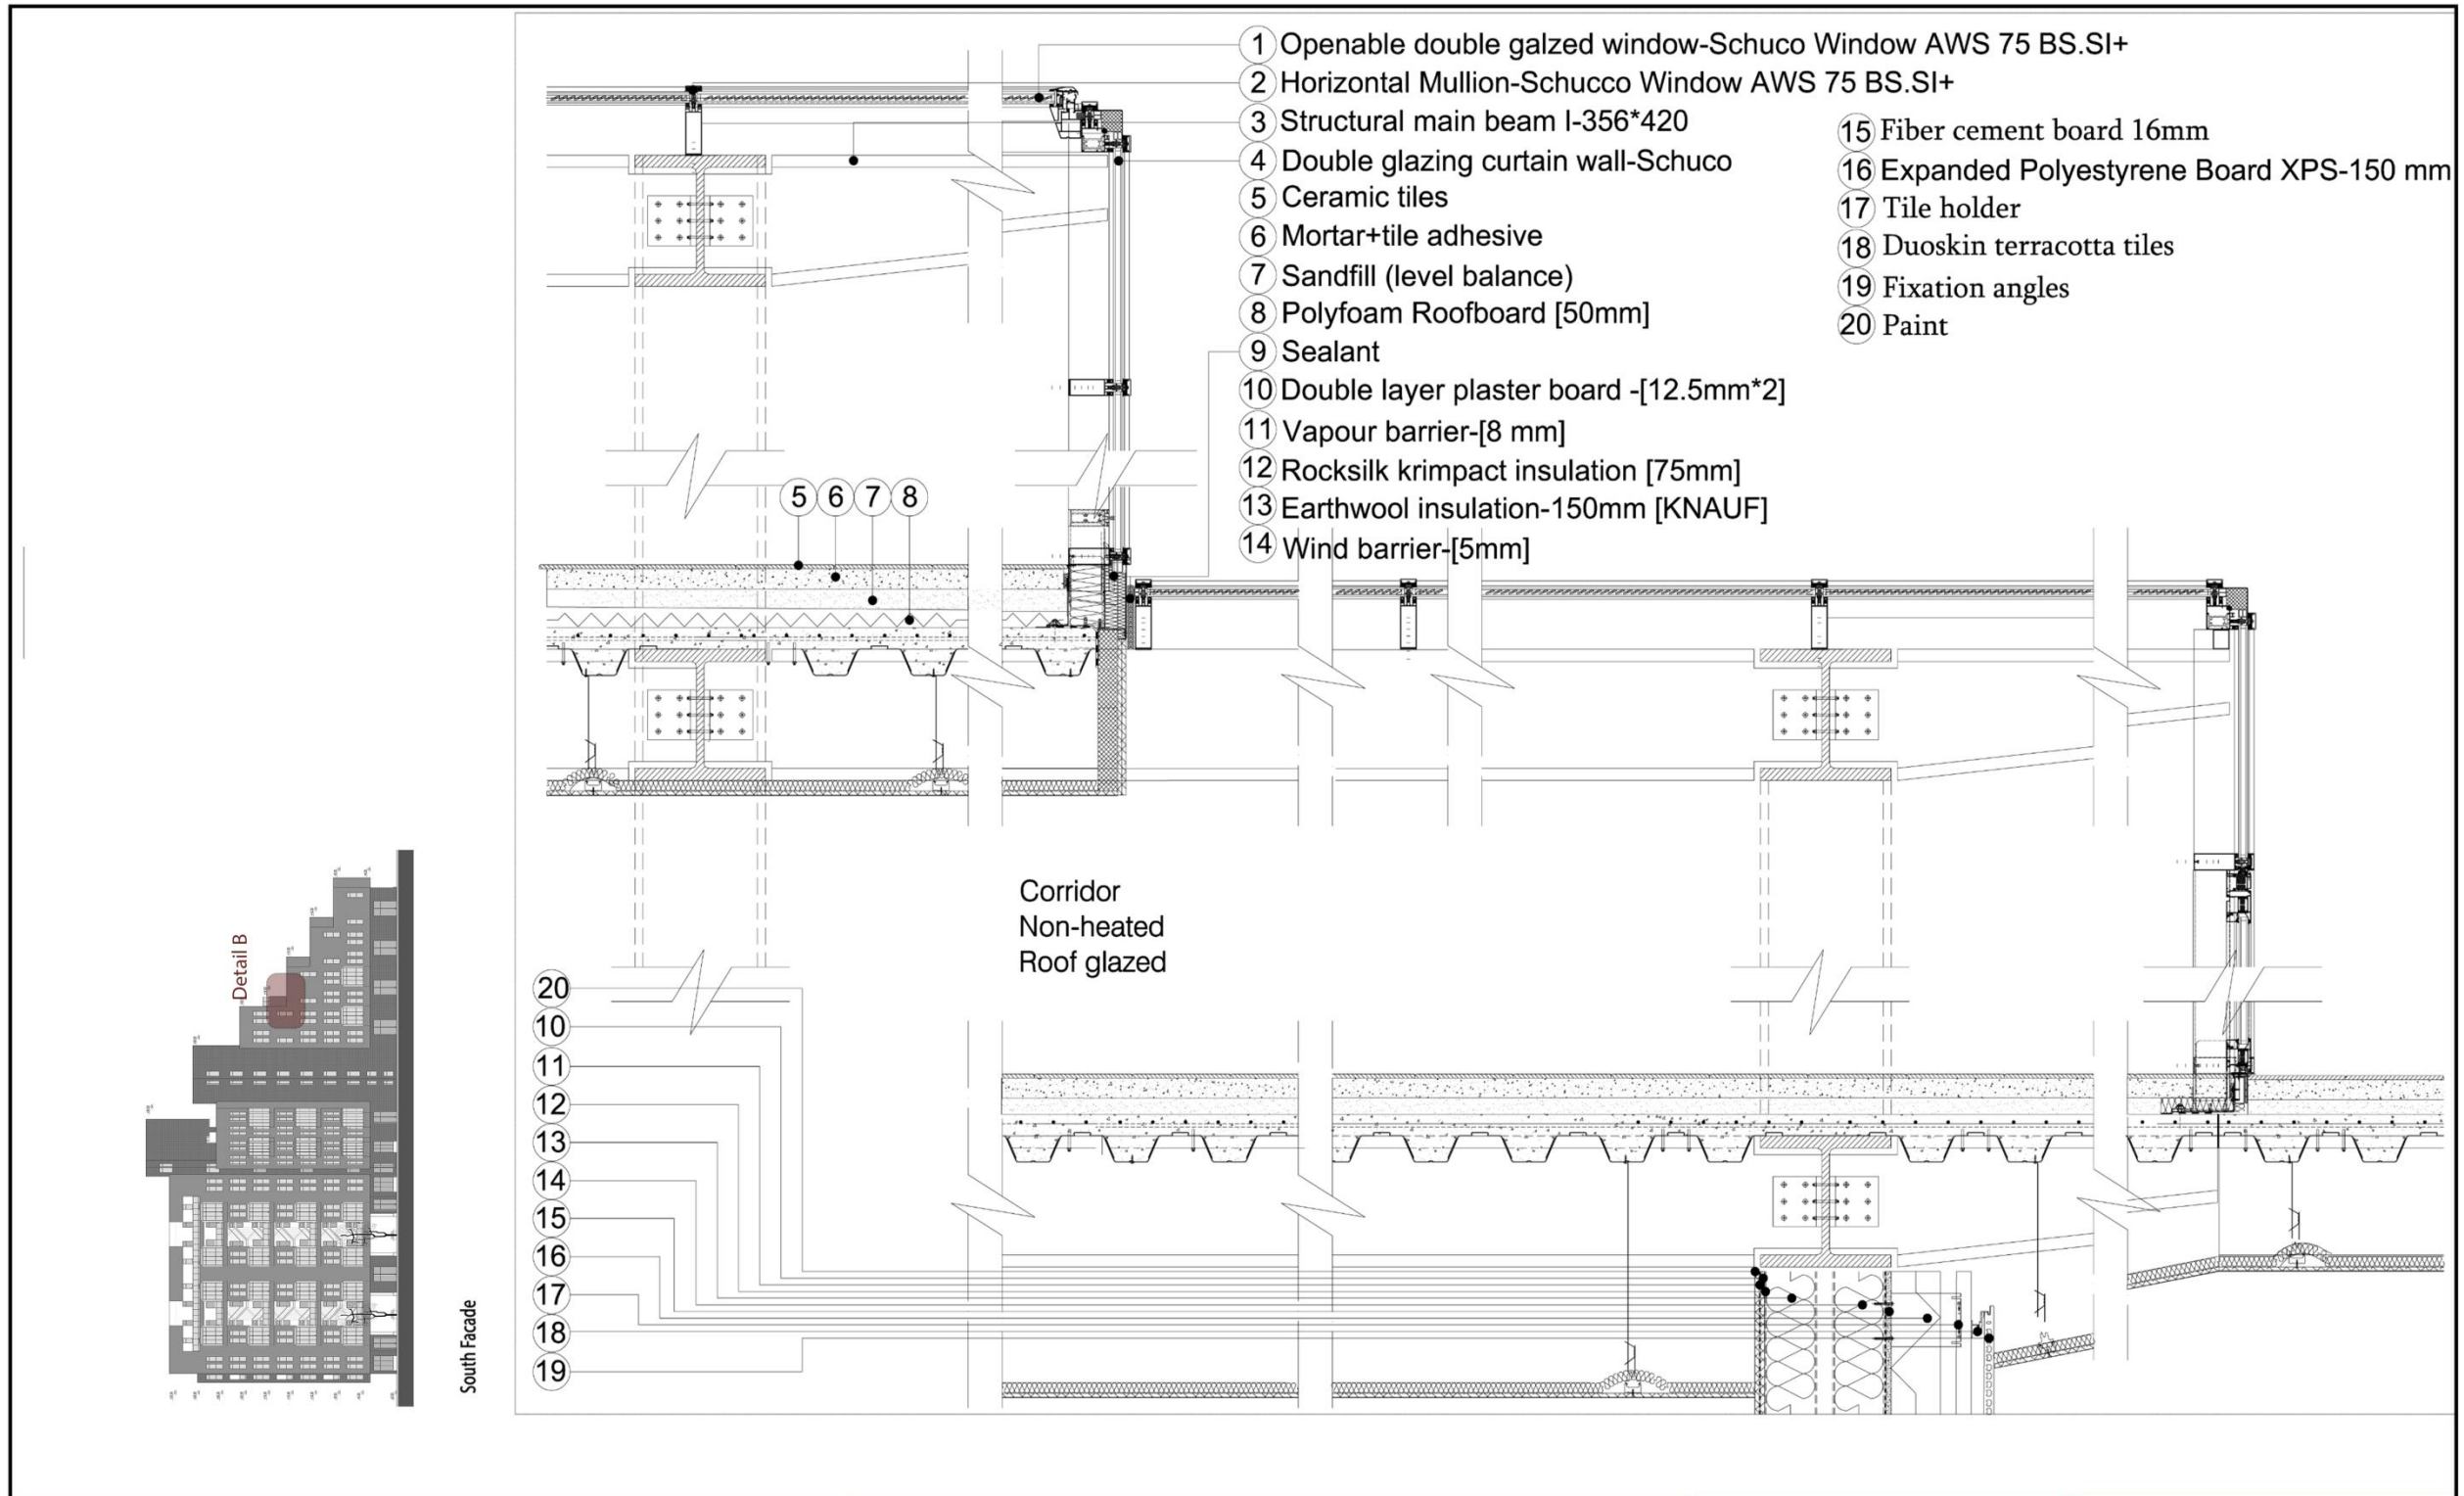 1 Openable double galzed window-Schuco Window AWS 75 BS.SI+
2 Horizontal Mullion-Schucco Window AWS 75 BS.SI+
3 Structural main beam I-356*420
4 Double glazing curtain wall-Schuco
5 Ceramic tiles
6 Mortar+tile adhesive
7 Sandfill (level balance)
8 Polyfoam Roofboard [50mm]
9 Sealant
10 Double layer plaster board -[12.5mm*2]
11 Vapour barrier-[8 mm]
12 Rocksilk krimpact insulation [75mm]
13 Earthwool insulation-150mm [KNAUF]
14 Wind barrier-[5mm]
15 Fiber cement board 16mm
16 Expanded Polyestyrene Board XPS-150 mm
17 Tile holder
18 Duoskin terracotta tiles
19 Fixation angles
20 Paint
5 6 7 8
Corridor
Non-heated
Roof glazed
20
10
11
12
13
14
15
16
17
18
19
Detail B
South Facade